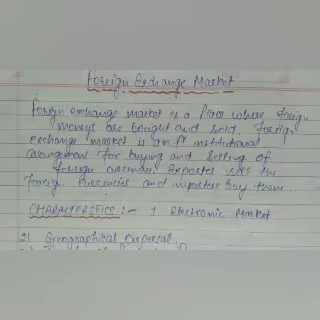 Foreign Exchange Market
Foreign exchange market is a Place where foreign
moneys are bought and sold. Foreign
exchange market is an institutional
arrangement for buying and selling of
foreign currencies. Exporter sell the
foreign and importers buy them
CHARACTERSTICS :- 1 Electronic Market
2) Geographical Dispersal.